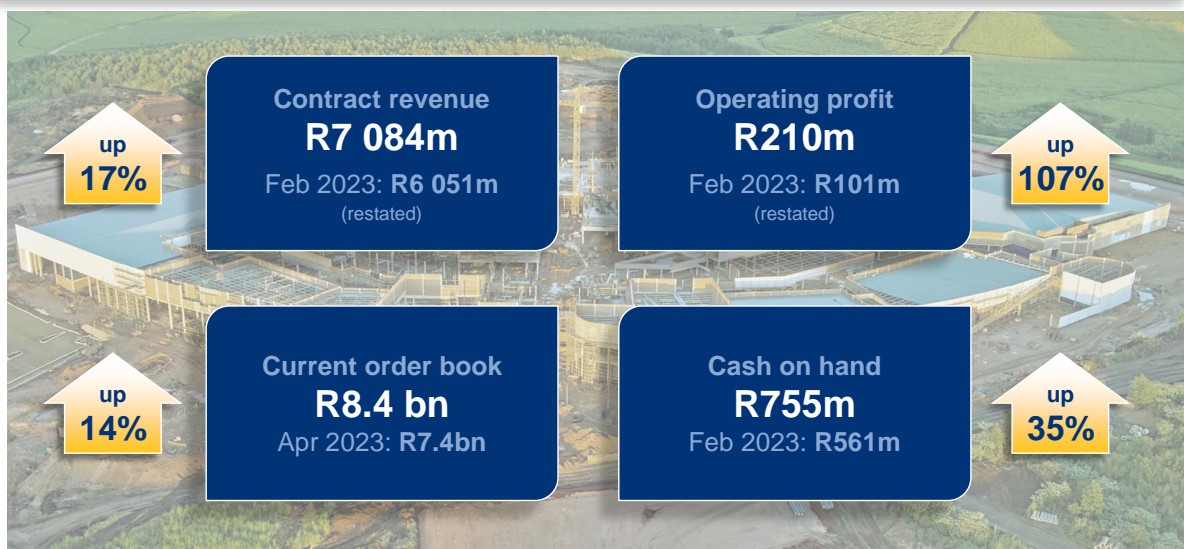 up
17%
Contract revenue
R7 084m
Feb 2023: R6 051m
(restated)
Operating profit
R210m
Feb 2023: R101m
(restated)
up
107%
up
14%
Current order book
R8.4 bn
Apr 2023: R7.4bn
Cash on hand
R755m
Feb 2023: R561m
up
35%